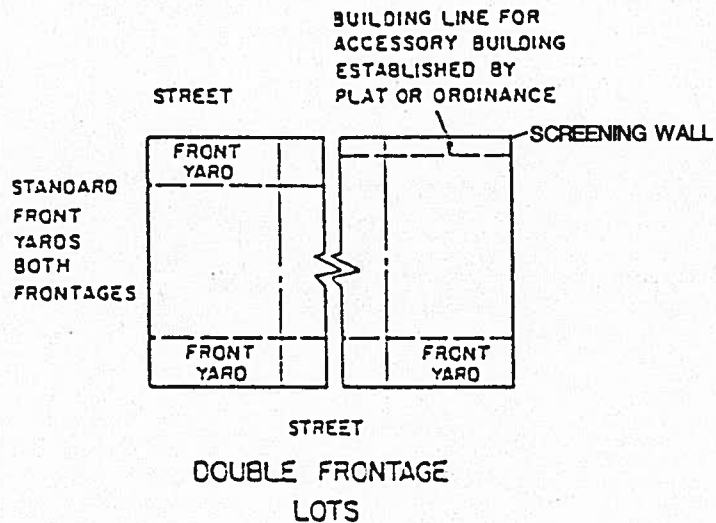 BUILDING LINE FOR
ACCESSORY BUILDING
ESTABLISHED BY
PLAT OR ORDINANCE
STREET
SCREENING WALL
FRONT
YARD
STANDARD
FRONT
YARDS
BOTH
FRONTAGES
FRONT
YARD
FRONT
YARD
STREET
DOUBLE FRONTAGE
LOTS